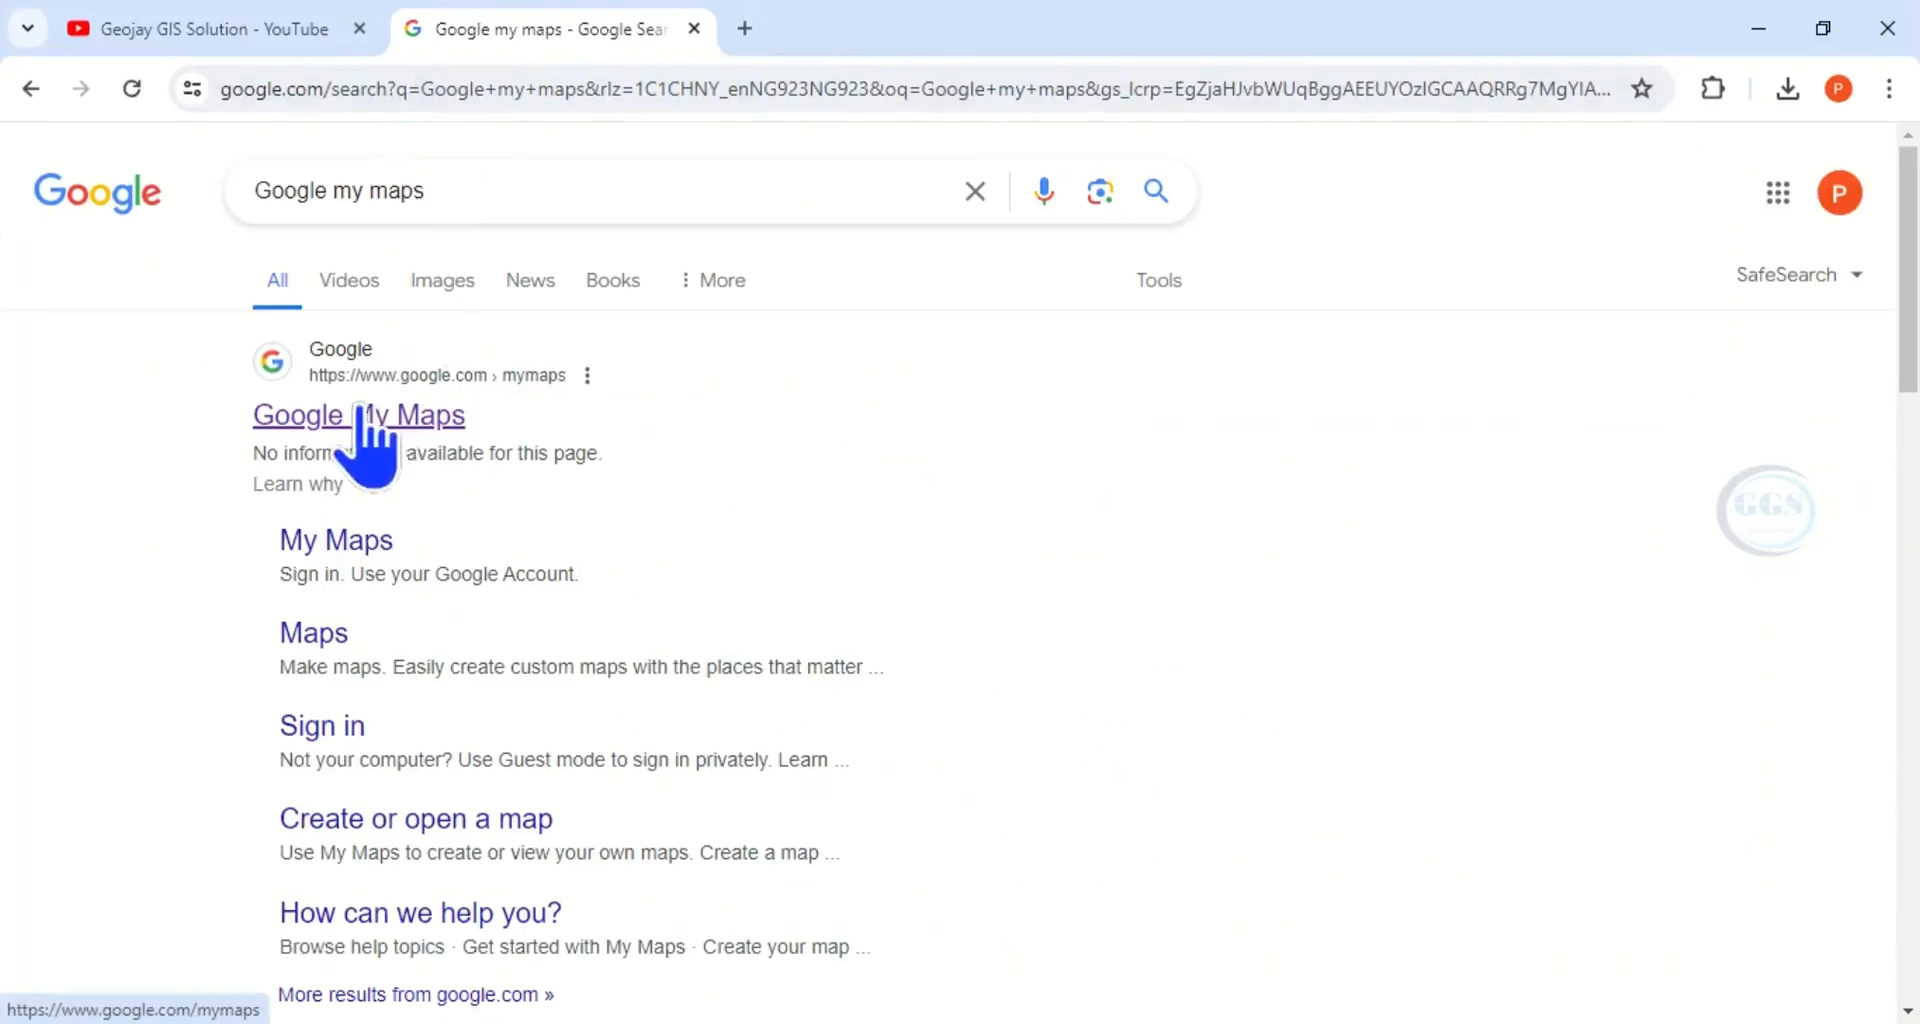 Geojay GIS Solution - YouTube
Google my maps - Google Sear
google.com/search?q=Google+my+maps&rlz=1C1CHNY_enNG923NG923&oq=Google+my+maps&gs_lcrp=EgZjaHJvbWUqBggAEEUYOzIGCAAQRRg7MgYIA...
P
Google
Google my maps
P
All
Videos
Images
News
Books
More
Tools
SafeSearch
Google
https://www.google.com › mymaps
Google My Maps
No available for this page.
Learn why
GGS
My Maps
Sign in. Use your Google Account.
Maps
Make maps. Easily create custom maps with the places that matter ...
Sign in
Not your computer? Use Guest mode to sign in privately. Learn ...
Create or open a map
Use My Maps to create or view your own maps. Create a map ...
How can we help you?
Browse help topics · Get started with My Maps · Create your map ...
More results from google.com »
https://www.google.com/mymaps